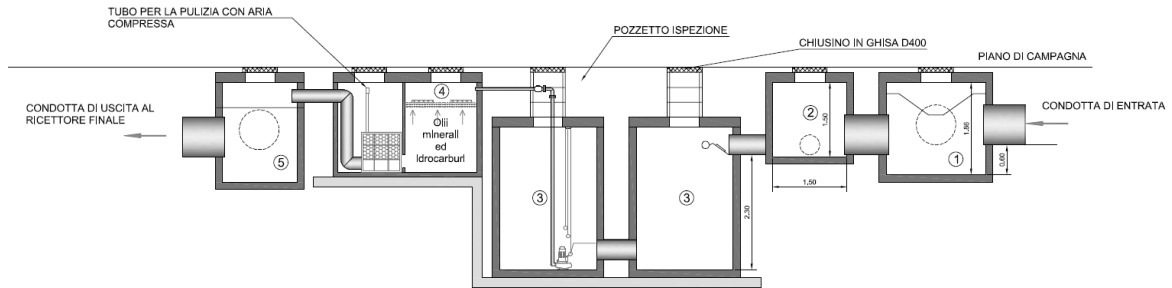 TUBO PER LA PULIZIA CON ARIA
COMPRESSA
POZZETTO ISPEZIONE
CHIUSINO IN GHISA D400
PIANO DI CAMPAGNA
CONDOTTA DI USCITA AL
RICETTORE FINALE
CONDOTTA DI ENTRATA
4
Olii
minerali
ed
Idrocarburi
5
3
3
2
1
1,50
1,50
1,86
0,60
2,30